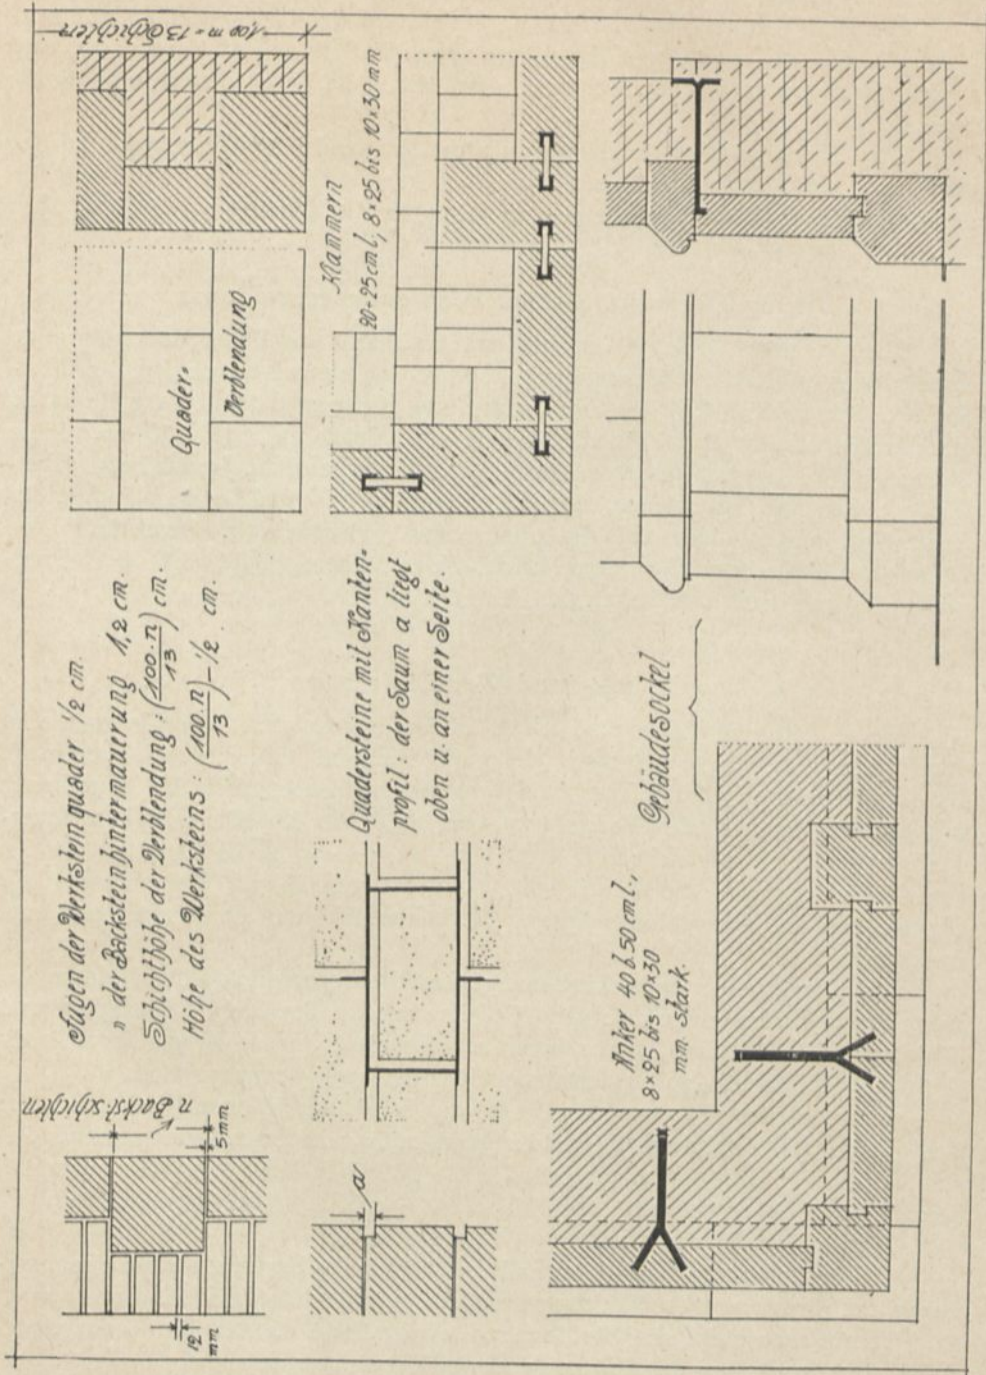 n Backst.schichten
5mm
12
mm
Fugen der Werksteinquader 1/2 cm.
" der Backsteinhintermauerung 1,2 cm.
Schichthöhe der Verblendung : (100·n/13) cm.
Höhe des Werksteins : (100·n/13) - 1/2 cm.
Quader-
Verblendung
1,00 m = 13 Schichten
a
Quadersteine mit Kanten-
profil : der Saum a liegt
oben u. an einer Seite.
Klammern
20-25 cm l, 8×25 bis 10×30 mm
Anker 40 b.50 cm l.,
8×25 bis 10×30
mm stark.
Gebäudesockel